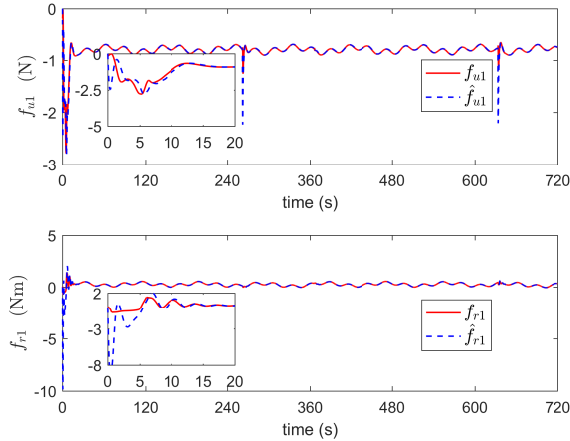 0
-1
-2
-3
f_{u1} (N)
0
-2.5
-5
0 5 10 15 20
f_{u1}
f̂_{u1}
0 120 240 360 480 600 720
time (s)
5
0
-5
-10
f_{r1} (Nm)
2
-3
-8
0 5 10 15 20
f_{r1}
f̂_{r1}
0 120 240 360 480 600 720
time (s)